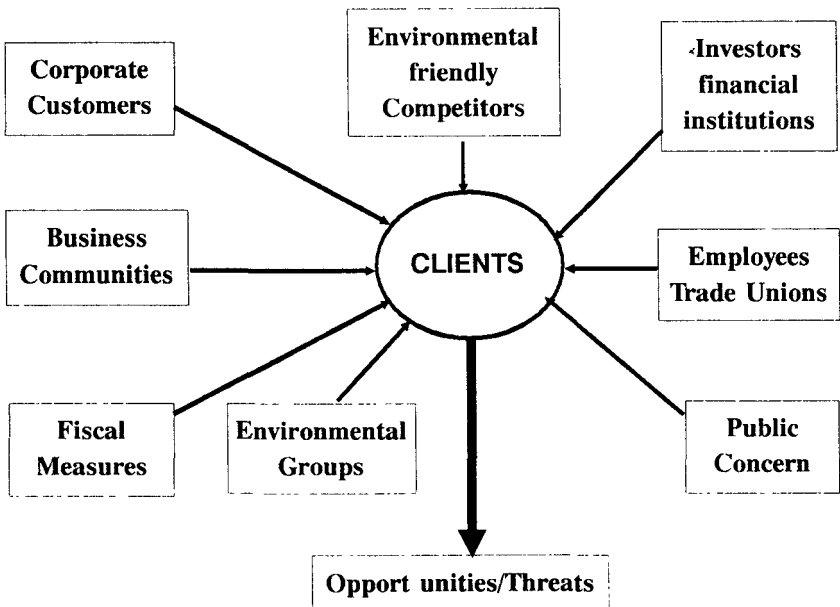 Corporate
Customers
Environmental
friendly
Competitors
Investors
financial
institutions
Business
Communities
CLIENTS
Employees
Trade Unions
Fiscal
Measures
Environmental
Groups
Public
Concern
Opport unities/Threats